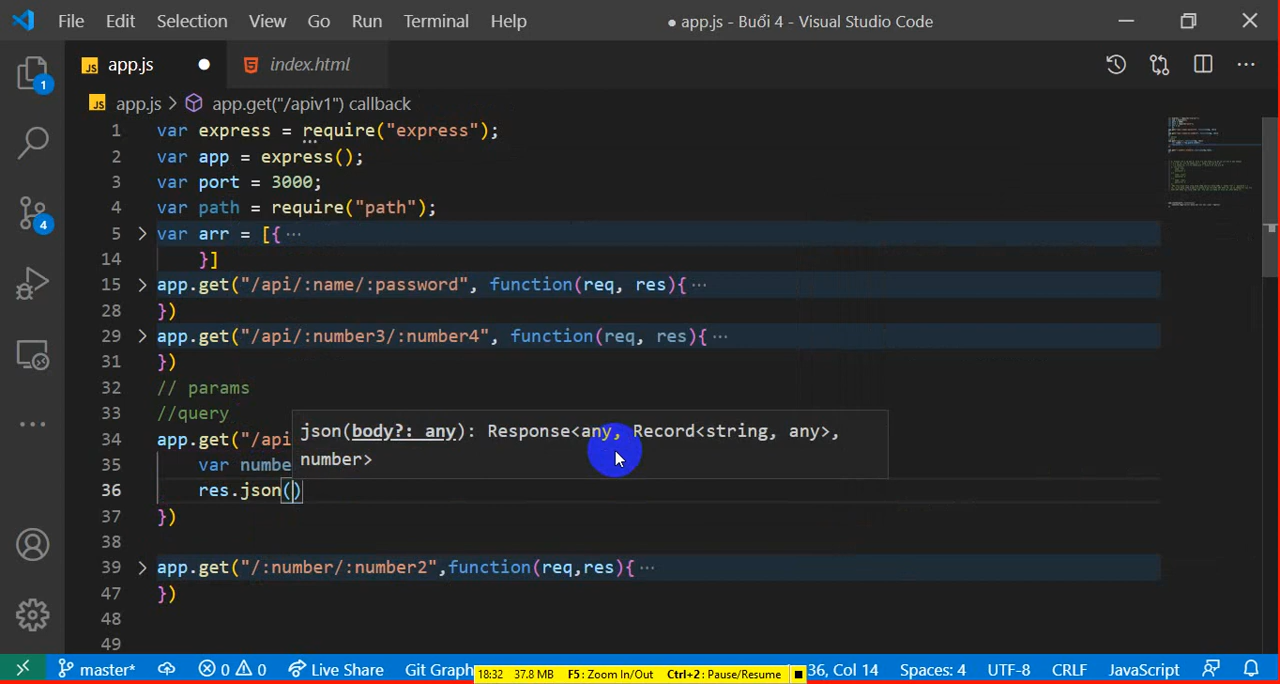 File Edit Selection View Go Run Terminal Help ● app.js - Buổi 4 - Visual Studio Code
JS app.js ● index.html
JS app.js > app.get("/apiv1") callback
1 var express = require("express");
2 var app = express();
3 var port = 3000;
4 var path = require("path");
5 var arr = [{ ···
14 }]
15 app.get("/api/:name/:password", function(req, res){ ···
28 })
29 app.get("/api/:number3/:number4", function(req, res){ ···
31 })
32 // params
33 //query
json(body?: any): Response<any, Record<string, any>,
number>
34 app.get("/api
35 var numbe
36 res.json()
37 })
38
39 app.get("/:number/:number2",function(req,res){ ···
47 })
48
49
1
4
master* 0 0 Live Share Git Graph 36, Col 14 Spaces: 4 UTF-8 CRLF JavaScript
18:32 37.8 MB F5: Zoom In/Out Ctrl+2 : Pause/Resume